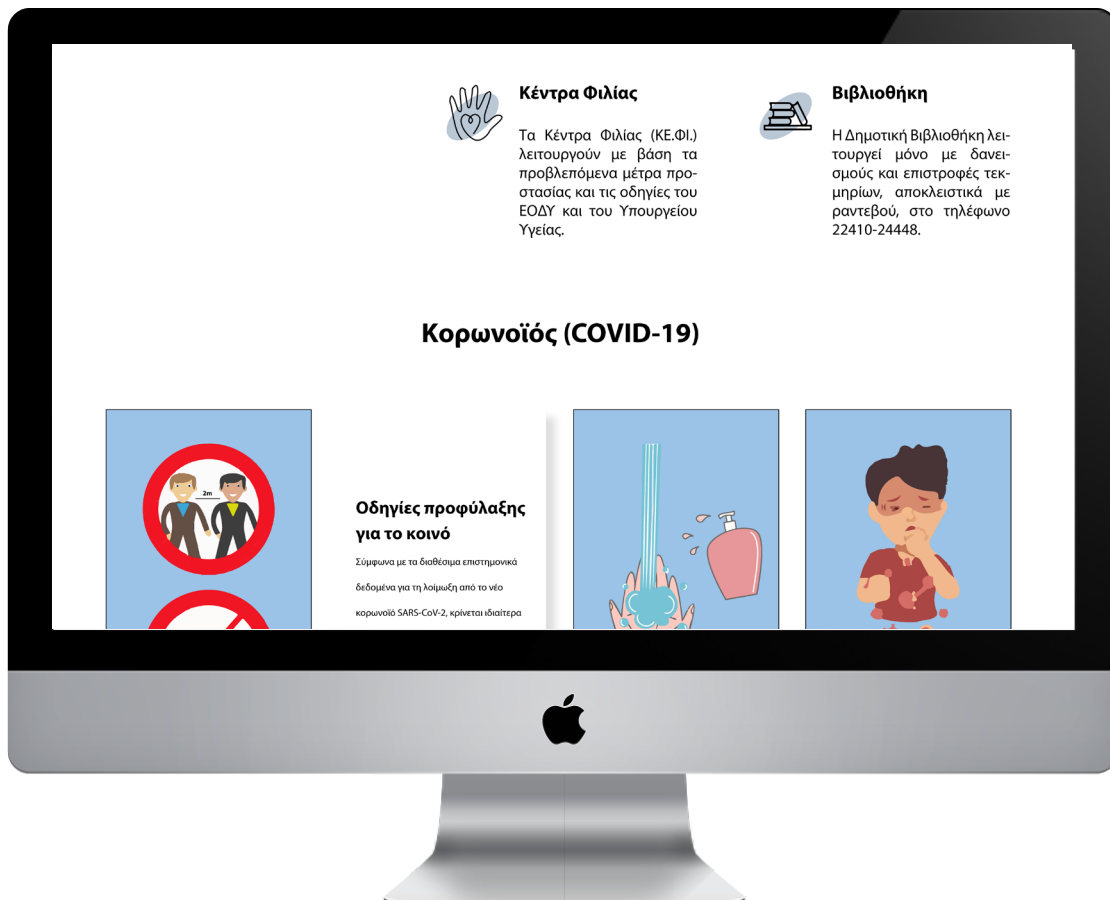 Κέντρα Φιλίας
Τα Κέντρα Φιλίας (ΚΕ.ΦΙ.)
λειτουργούν με βάση τα
προβλεπόμενα μέτρα προ-
στασίας και τις οδηγίες του
ΕΟΔΥ και του Υπουργείου
Υγείας.
Βιβλιοθήκη
Η Δημοτική Βιβλιοθήκη λει-
τουργεί μόνο με δανει-
σμούς και επιστροφές τεκ-
μηρίων, αποκλειστικά με
ραντεβού, στο τηλέφωνο
22410-24448.
Κορωνοϊός (COVID-19)
2m
Οδηγίες προφύλαξης
για το κοινό
Σύμφωνα με τα διαθέσιμα επιστημονικά
δεδομένα για τη λοίμωξη από το νέο
κορωνοϊό SARS-CoV-2, κρίνεται ιδιαίτερα